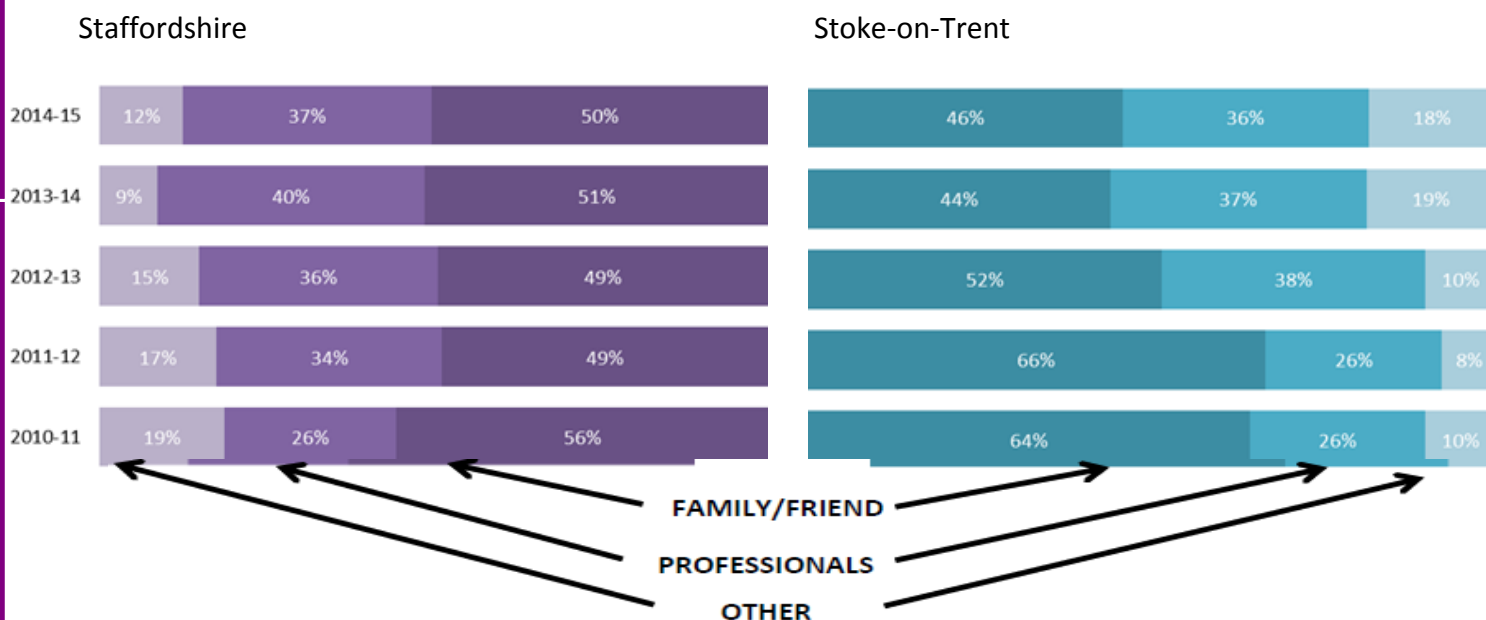 Staffordshire Stoke-on-Trent
2014-15 12% 37% 50% 46% 36% 18%
2013-14 9% 40% 51% 44% 37% 19%
2012-13 15% 36% 49% 52% 38% 10%
2011-12 17% 34% 49% 66% 26% 8%
2010-11 19% 26% 56% 64% 26% 10%
FAMILY/FRIEND
PROFESSIONALS
OTHER